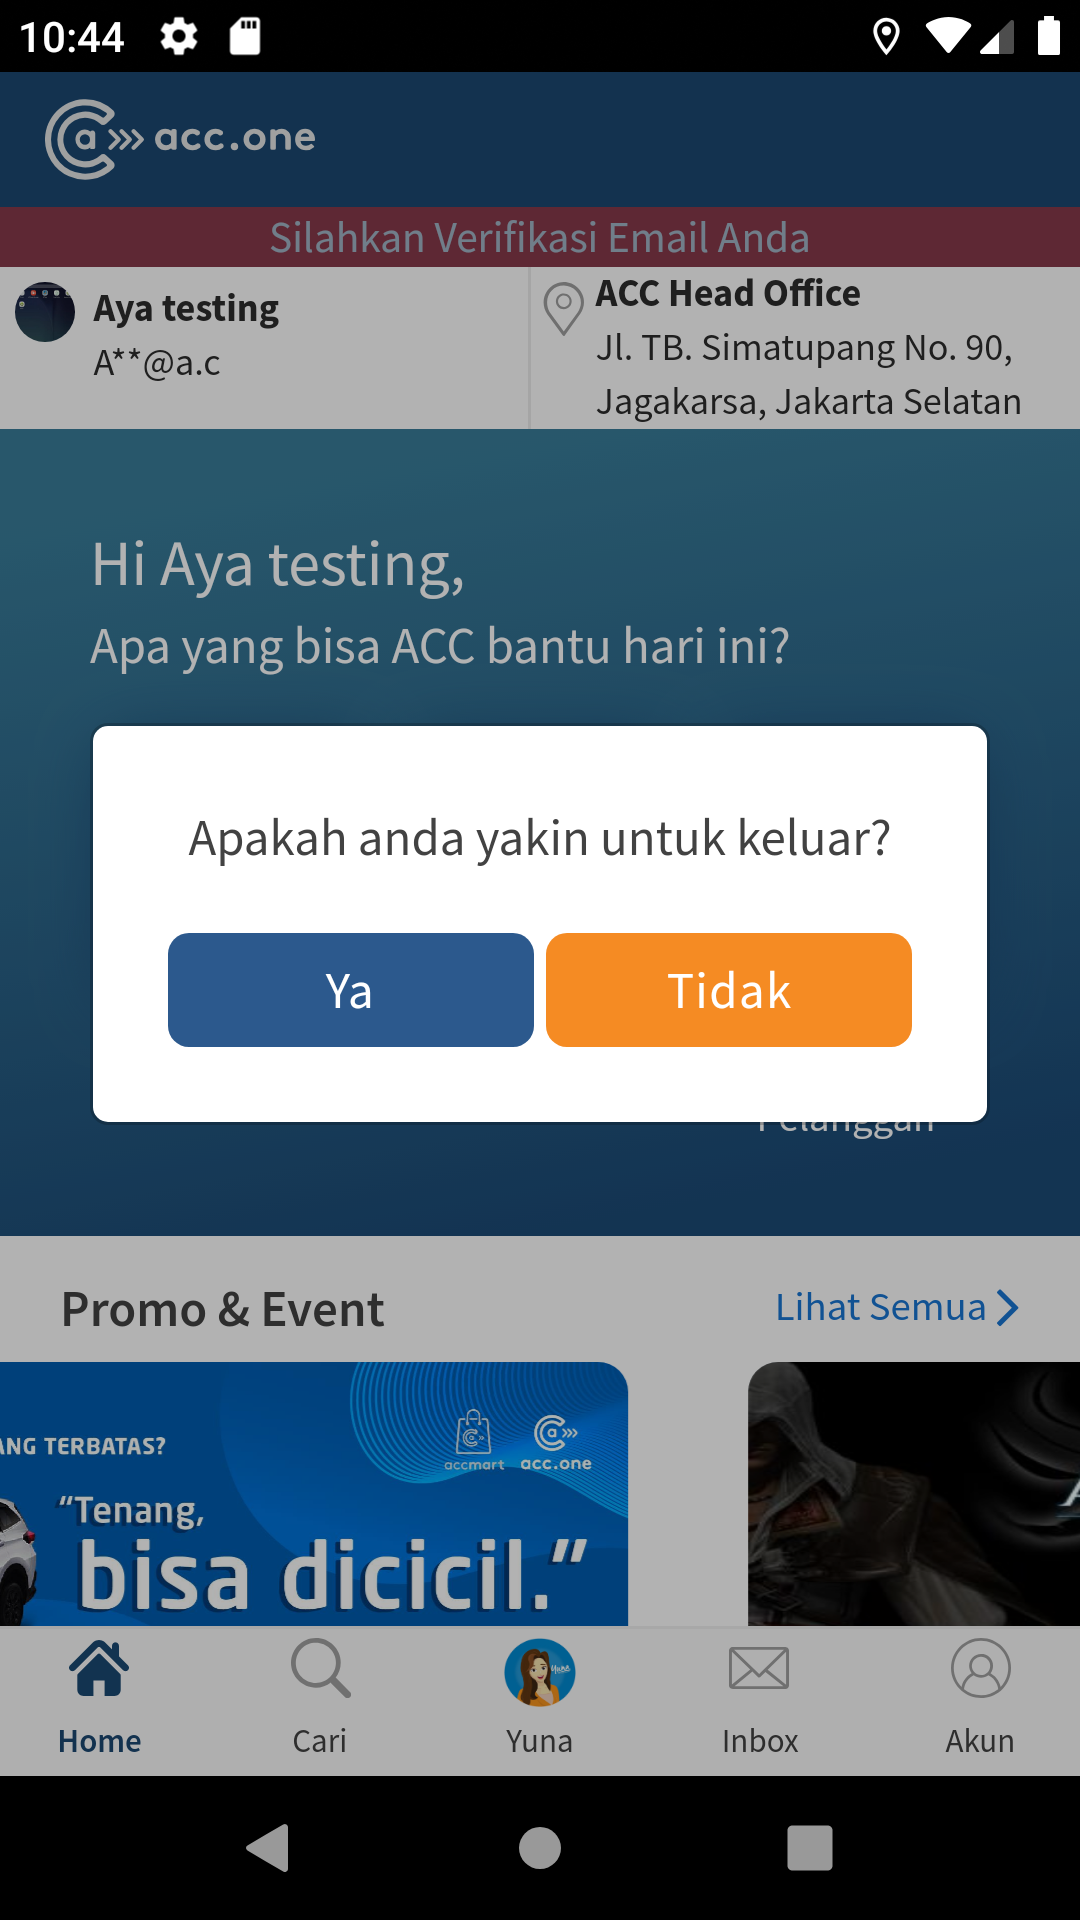 10:44
acc.one
Silahkan Verifikasi Email Anda
Aya testing
A**@a.c
ACC Head Office
Jl. TB. Simatupang No. 90,
Jagakarsa, Jakarta Selatan
Hi Aya testing,
Apa yang bisa ACC bantu hari ini?
Apakah anda yakin untuk keluar?
Ya
Tidak
Pelanggan
Promo & Event
Lihat Semua
ANG TERBATAS?
accmart
acc.one
“Tenang,
bisa dicicil.”
Home
Cari
Yuna
Inbox
Akun